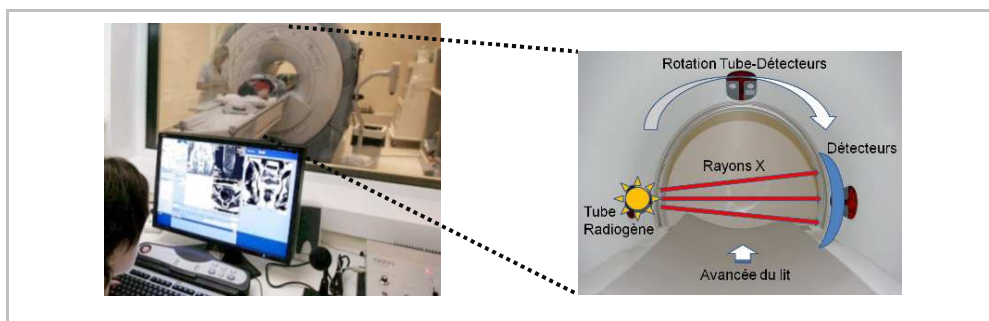 Rotation Tube-Détecteurs
Détecteurs
Rayons X
Tube
Radiogène
Avancée du lit